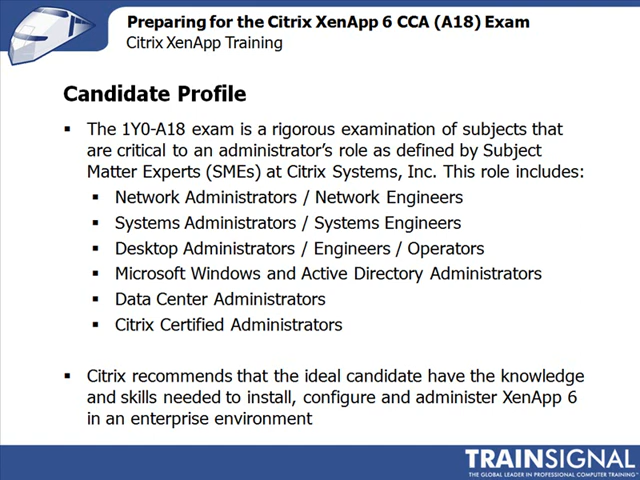 Preparing for the Citrix XenApp 6 CCA (A18) Exam
Citrix XenApp Training
Candidate Profile
▪ The 1Y0-A18 exam is a rigorous examination of subjects that
are critical to an administrator's role as defined by Subject
Matter Experts (SMEs) at Citrix Systems, Inc. This role includes:
▪ Network Administrators / Network Engineers
▪ Systems Administrators / Systems Engineers
▪ Desktop Administrators / Engineers / Operators
▪ Microsoft Windows and Active Directory Administrators
▪ Data Center Administrators
▪ Citrix Certified Administrators
▪ Citrix recommends that the ideal candidate have the knowledge
and skills needed to install, configure and administer XenApp 6
in an enterprise environment
TRAINSIGNAL
THE GLOBAL LEADER IN PROFESSIONAL COMPUTER TRAINING